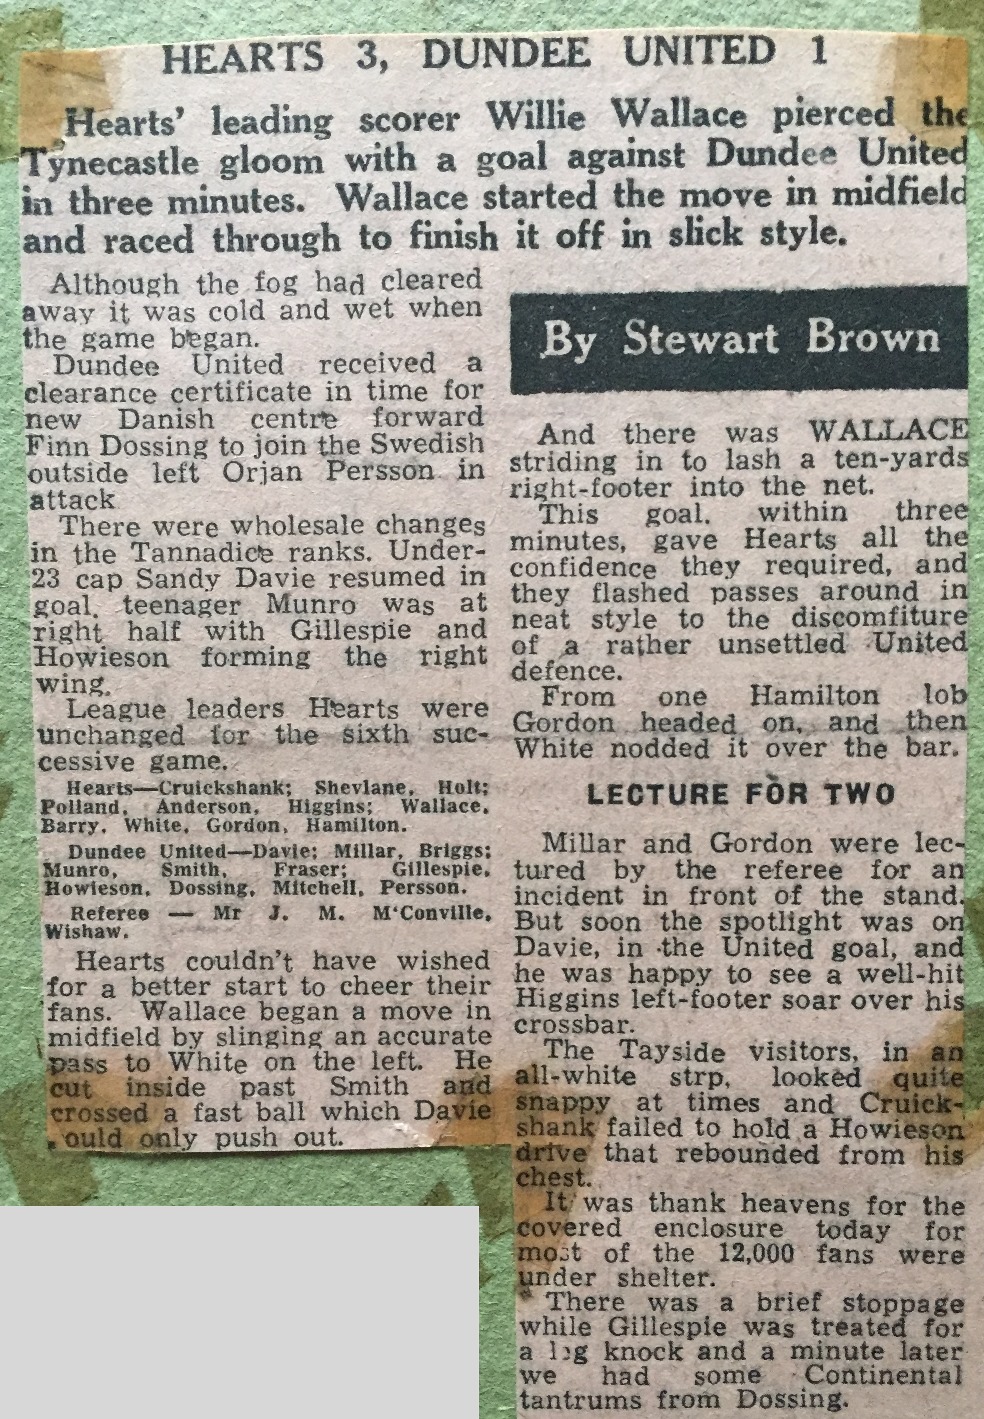 HEARTS 3, DUNDEE UNITED 1
Hearts' leading scorer Willie Wallace pierced the
Tynecastle gloom with a goal against Dundee United
in three minutes. Wallace started the move in midfield
and raced through to finish it off in slick style.
Although the fog had cleared
away it was cold and wet when
the game began.
Dundee United received a
clearance certificate in time for
new Danish centre forward
Finn Dossing to join the Swedish
outside left Orjan Persson in
attack
There were wholesale changes
in the Tannadice ranks. Under-
23 cap Sandy Davie resumed in
goal, teenager Munro was at
right half with Gillespie and
Howieson forming the right
wing.
League leaders Hearts were
unchanged for the sixth suc-
cessive game.
Hearts—Cruickshank; Shevlane, Holt;
Polland, Anderson, Higgins; Wallace,
Barry, White, Gordon, Hamilton.
Dundee United—Davie; Millar, Briggs;
Munro, Smith, Fraser; Gillespie,
Howieson, Dossing, Mitchell, Persson.
Referee — Mr J. M. M'Conville,
Wishaw.
Hearts couldn't have wished
for a better start to cheer their
fans. Wallace began a move in
midfield by slinging an accurate
pass to White on the left. He
cut inside past Smith and
crossed a fast ball which Davie
ould only push out.
By Stewart Brown
And there was WALLACE
striding in to lash a ten-yards
right-footer into the net.
This goal, within three
minutes, gave Hearts all the
confidence they required, and
they flashed passes around in
neat style to the discomfiture
of a rather unsettled United
defence.
From one Hamilton lob
Gordon headed on, and then
White nodded it over the bar.
LECTURE FOR TWO
Millar and Gordon were lec-
tured by the referee for an
incident in front of the stand.
But soon the spotlight was on
Davie, in the United goal, and
he was happy to see a well-hit
Higgins left-footer soar over his
crossbar.
The Tayside visitors, in an
all-white strp, looked quite
snappy at times and Cruick-
shank failed to hold a Howieson
drive that rebounded from his
chest.
It was thank heavens for the
covered enclosure today for
most of the 12,000 fans were
under shelter.
There was a brief stoppage
while Gillespie was treated for
a leg knock and a minute later
we had some Continental
tantrums from Dossing.